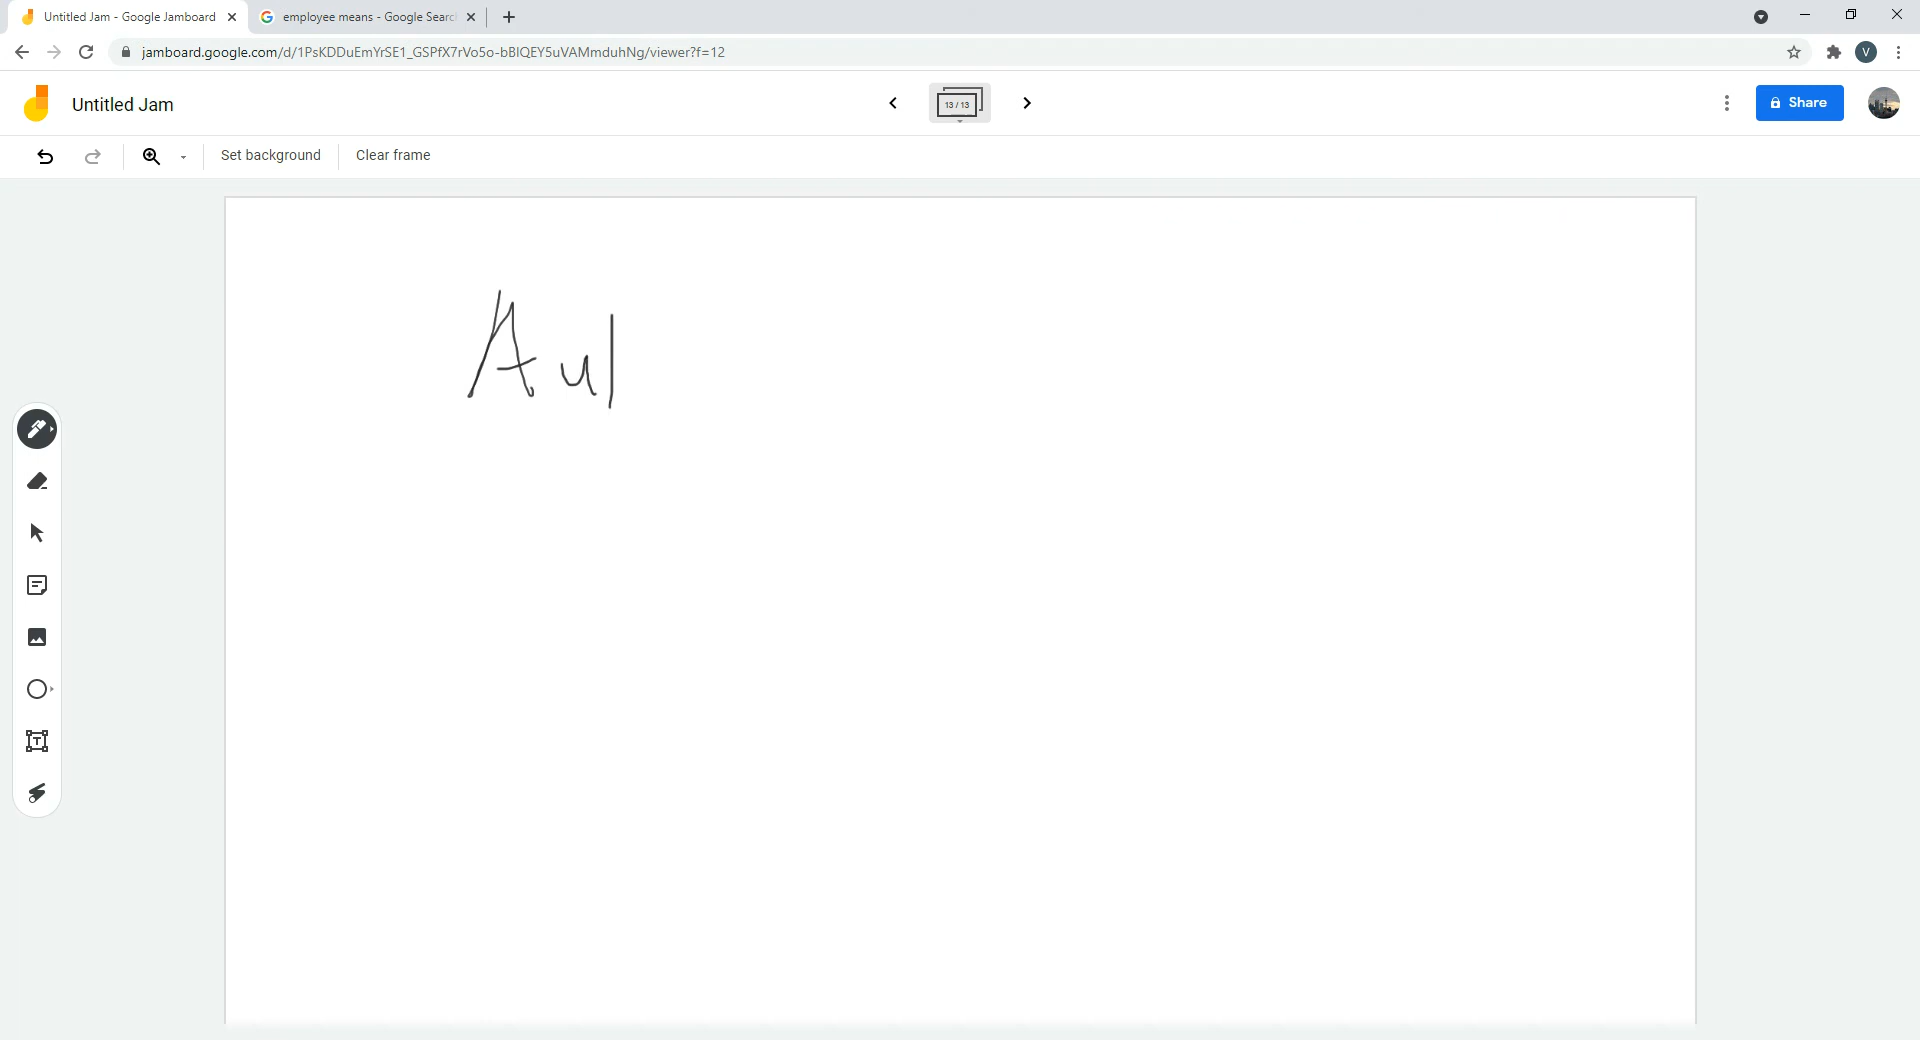 Untitled Jam - Google Jamboard
employee means - Google Searc
jamboard.google.com/d/1PsKDDuEmYrSE1_GSPfX7rVo5o-bBIQEY5uVAMmduhNg/viewer?f=12
V
Untitled Jam
13 / 13
Share
Set background
Clear frame
Aul